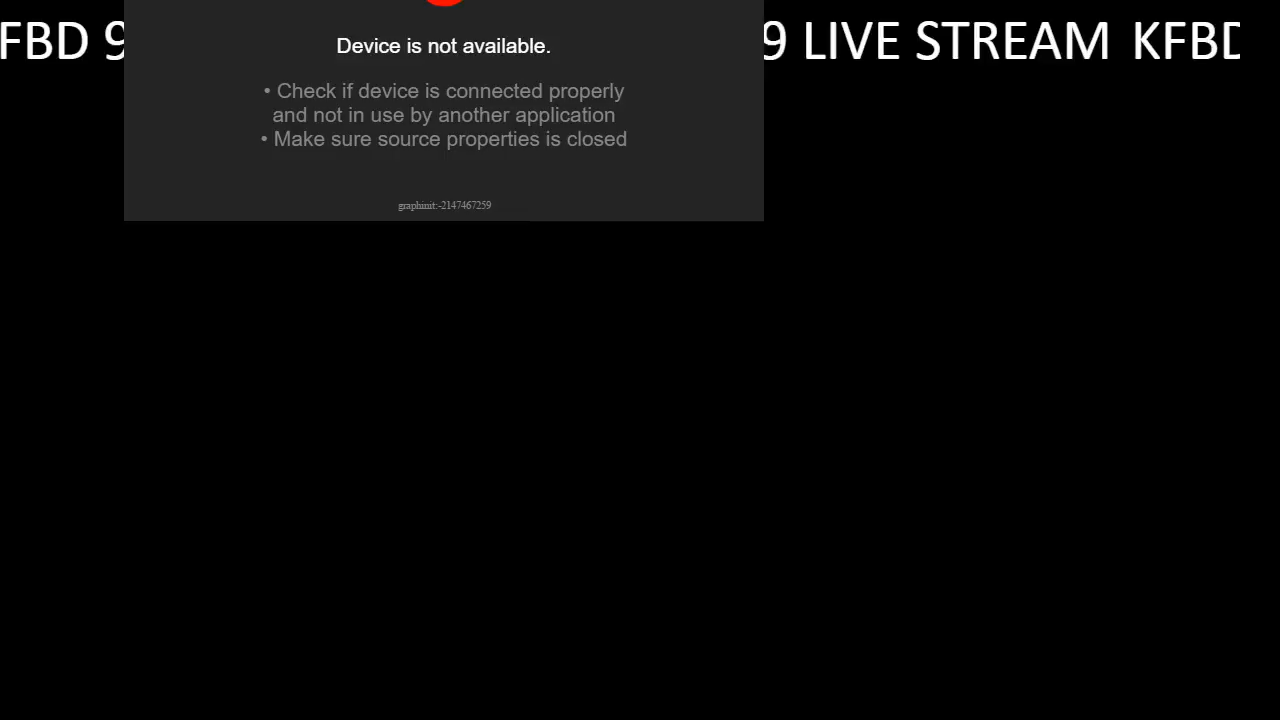 KFBD 9
9 LIVE STREAM KFBD
Device is not available.
• Check if device is connected properly
and not in use by another application
• Make sure source properties is closed
graphinit:-2147467259